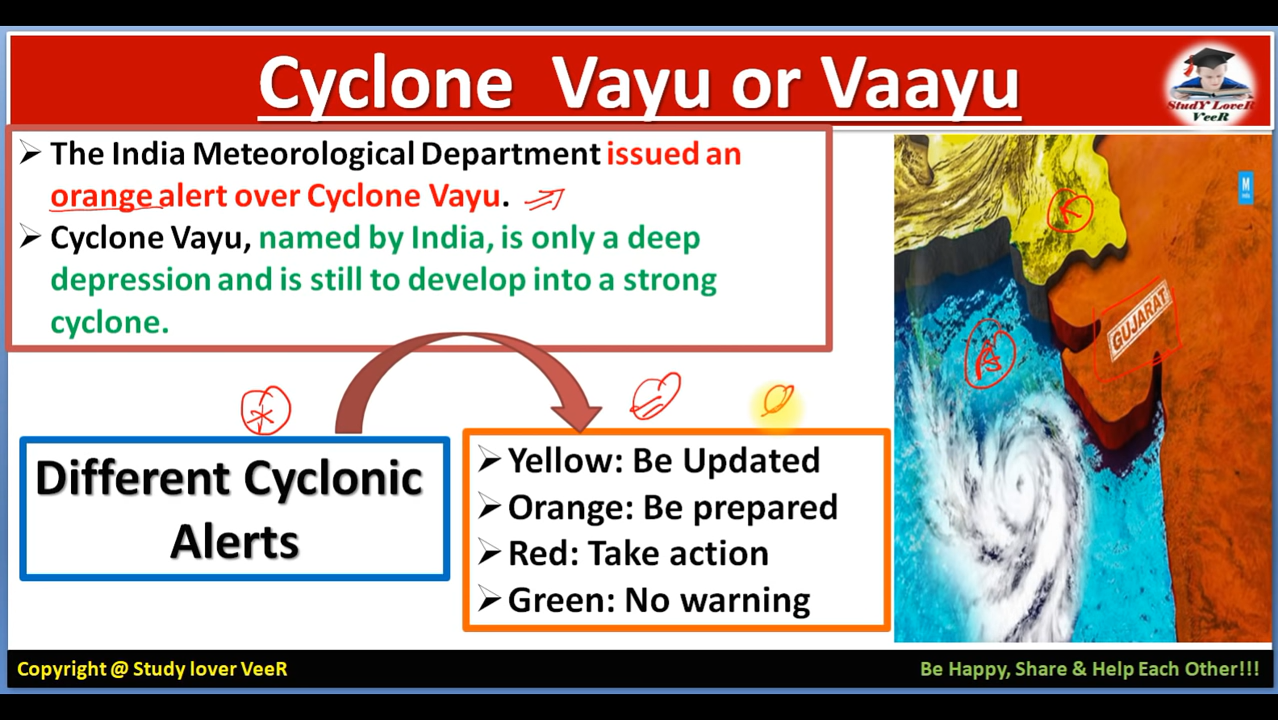 Cyclone Vayu or Vaayu
StudY LoveR
VeeR
➢ The India Meteorological Department issued an
orange alert over Cyclone Vayu.
➢ Cyclone Vayu, named by India, is only a deep
depression and is still to develop into a strong
cyclone.
M
K
GUJARAT
Different Cyclonic
Alerts
➢ Yellow: Be Updated
➢ Orange: Be prepared
➢ Red: Take action
➢ Green: No warning
Copyright @ Study lover VeeR
Be Happy, Share & Help Each Other!!!